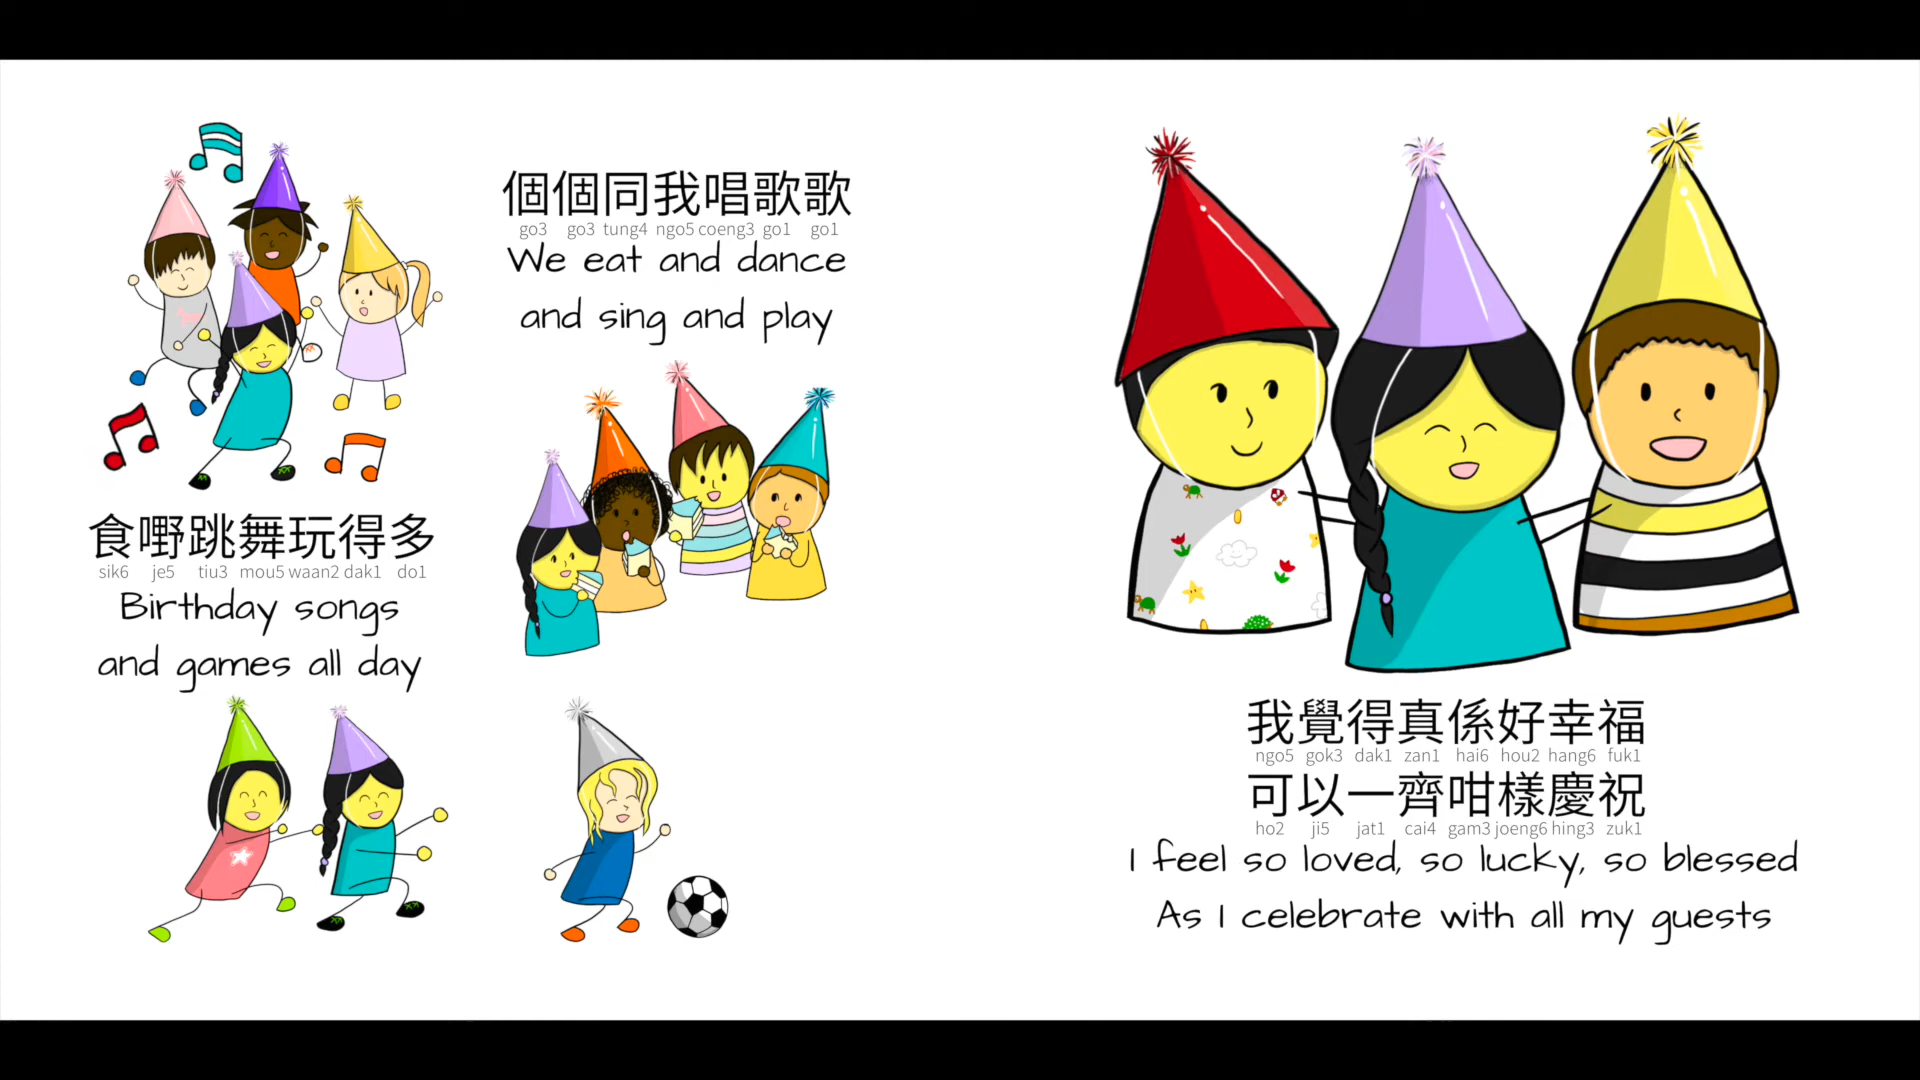 個個同我唱歌歌
go3 go3 tung4 ngo5 coeng3 go1 go1
We eat and dance
and sing and play
食嘢跳舞玩得多
sik6 je5 tiu3 mou5 waan2 dak1 do1
Birthday songs
and games all day
我覺得真係好幸福
ngo5 gok3 dak1 zan1 hai6 hou2 hang6 fuk1
可以一齊咁樣慶祝
ho2 ji5 jat1 cai4 gam3 joeng6 hing3 zuk1
I feel so loved, so lucky, so blessed
As I celebrate with all my guests